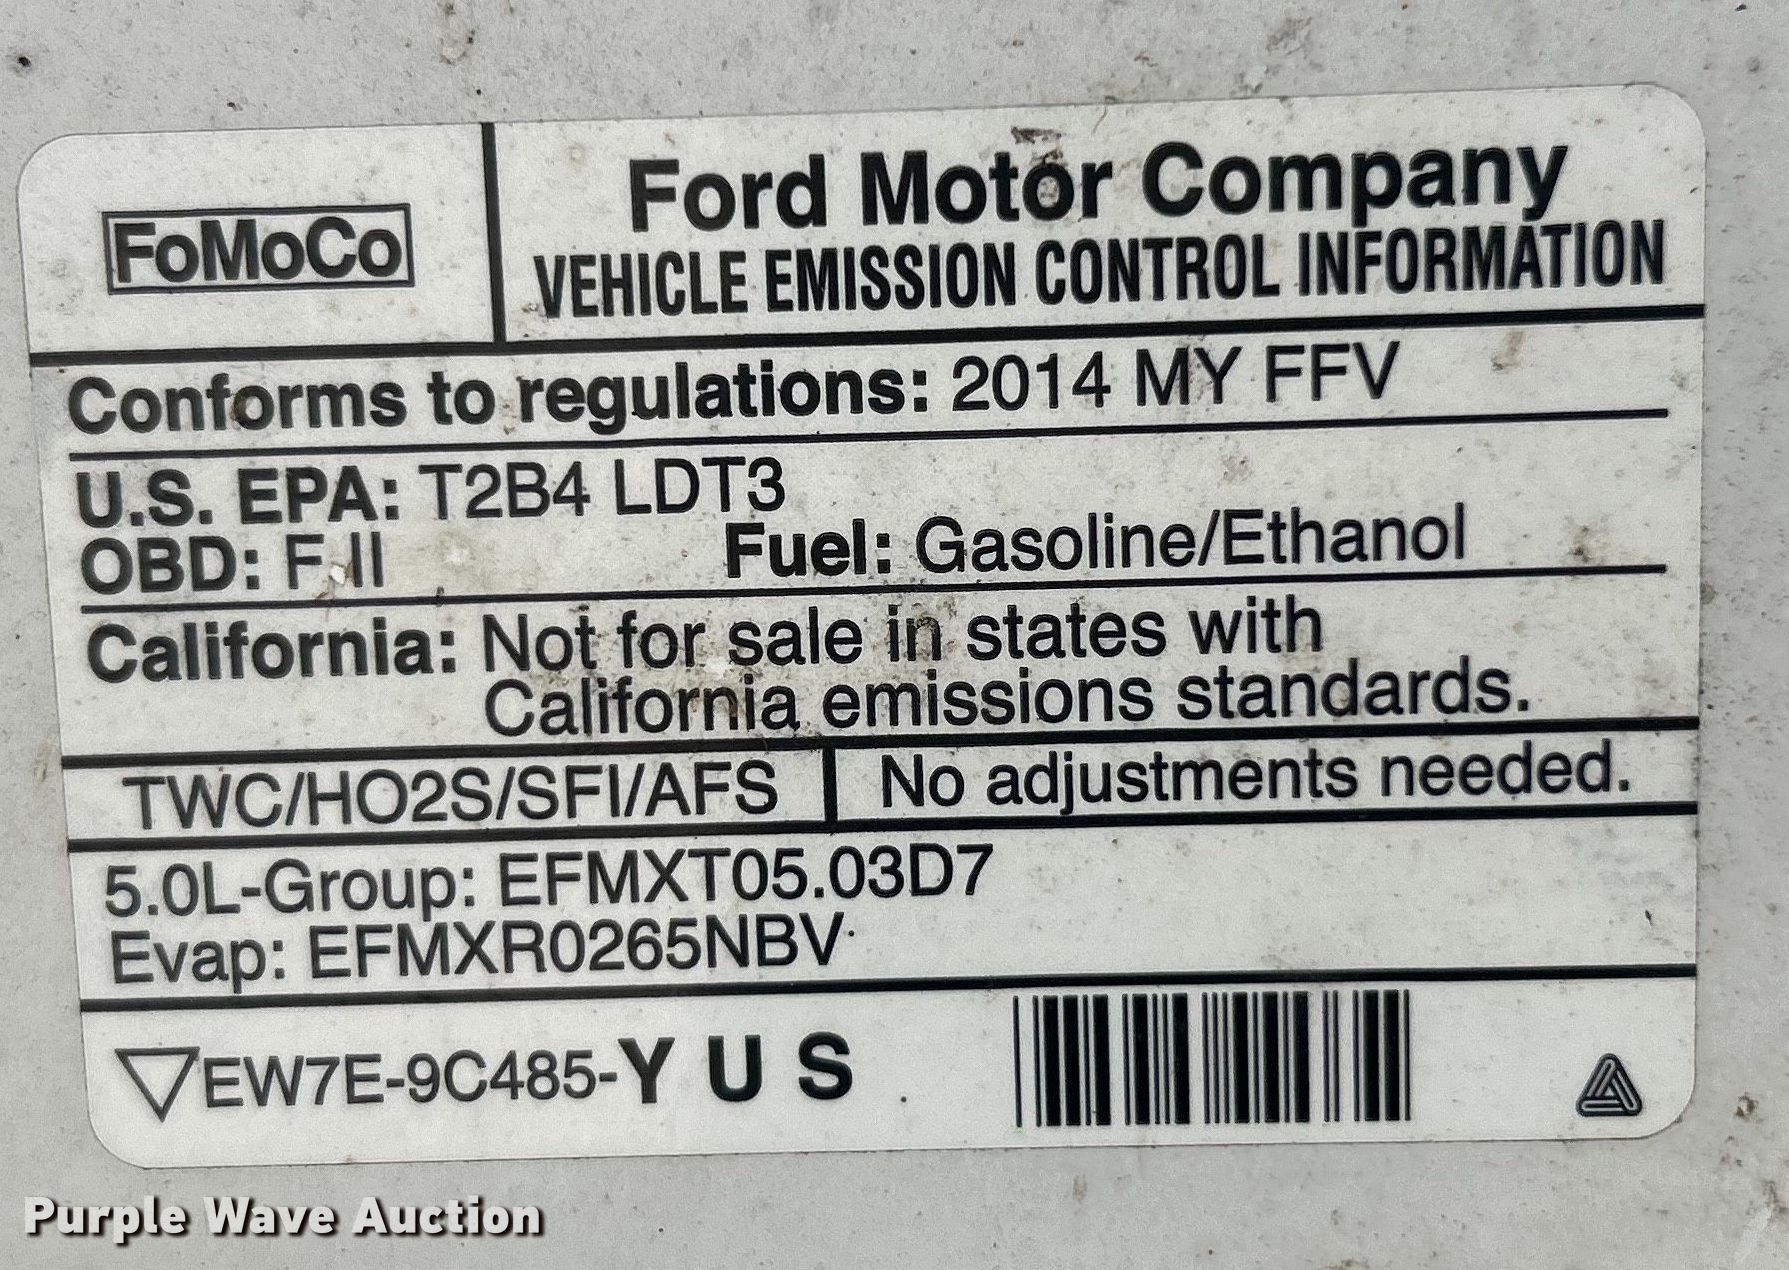 FoMoCo
Ford Motor Company
VEHICLE EMISSION CONTROL INFORMATION
Conforms to regulations: 2014 MY FFV
U.S. EPA: T2B4 LDT3
OBD: F II Fuel: Gasoline/Ethanol
California: Not for sale in states with
California emissions standards.
TWC/HO2S/SFI/AFS No adjustments needed.
5.0L-Group: EFMXT05.03D7
Evap: EFMXR0265NBV
EW7E-9C485-Y U S
Purple Wave Auction